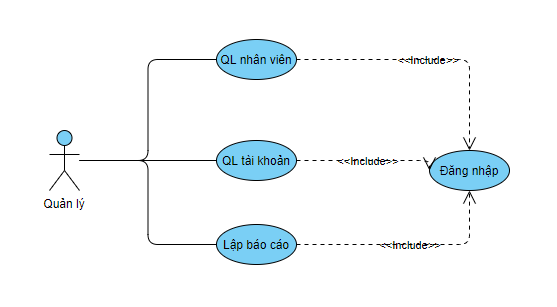 QL nhân viên
<<Include>>
QL tài khoản
<<Include>>
Đăng nhập
Quản lý
Lập báo cáo
<<Include>>